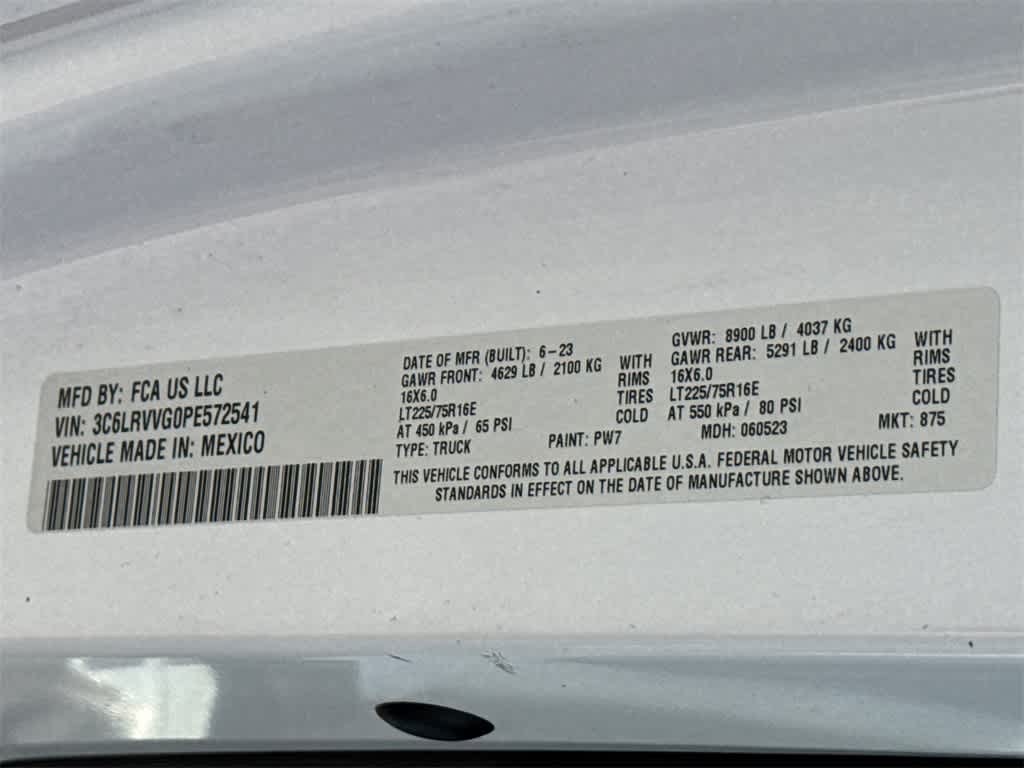 MFD BY: FCA US LLC
VIN: 3C6LRVVG0PE572541
VEHICLE MADE IN: MEXICO
DATE OF MFR (BUILT): 6-23
GAWR FRONT: 4629 LB / 2100 KG WITH
16X6.0 RIMS
LT225/75R16E TIRES
AT 450 kPa / 65 PSI COLD
GVWR: 8900 LB / 4037 KG
GAWR REAR: 5291 LB / 2400 KG WITH
16X6.0 RIMS
LT225/75R16E TIRES
AT 550 kPa / 80 PSI COLD
TYPE: TRUCK PAINT: PW7 MDH: 060523 MKT: 875
THIS VEHICLE CONFORMS TO ALL APPLICABLE U.S.A. FEDERAL MOTOR VEHICLE SAFETY
STANDARDS IN EFFECT ON THE DATE OF MANUFACTURE SHOWN ABOVE.